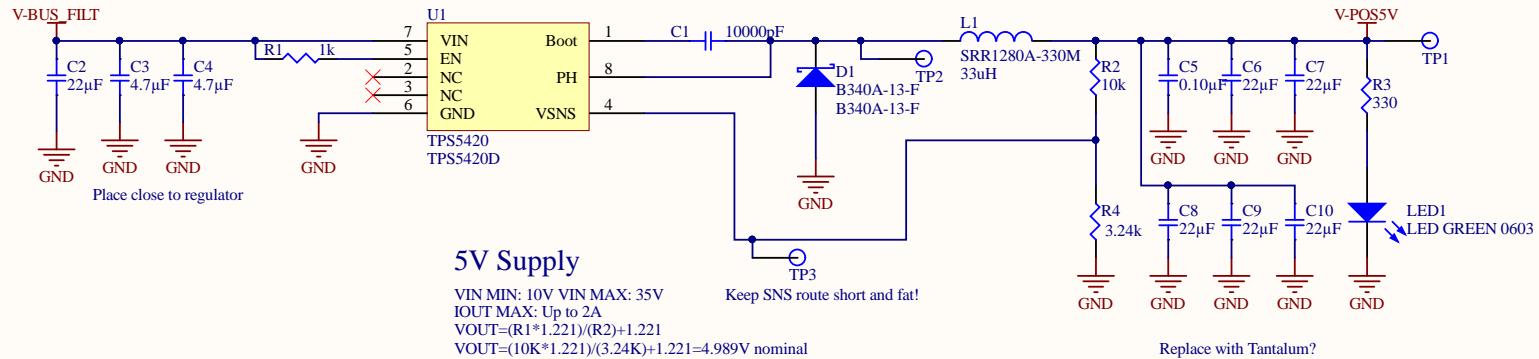 V-BUS_FILT
C2
22µF
GND
C3
4.7µF
GND
C4
4.7µF
GND
Place close to regulator
R1
1k
GND
U1
7
VIN
5
EN
2
NC
3
NC
6
GND
Boot
1
PH
8
VSNS
4
TPS5420
TPS5420D
C1
10000pF
D1
B340A-13-F
B340A-13-F
GND
TP2
L1
SRR1280A-330M
33uH
R2
10k
R4
3.24k
GND
TP3
Keep SNS route short and fat!
C5
0.10µF
GND
C6
22µF
GND
C7
22µF
GND
C8
22µF
GND
C9
22µF
GND
C10
22µF
GND
V-POS5V
TP1
R3
330
LED1
LED GREEN 0603
GND
5V Supply
VIN MIN: 10V VIN MAX: 35V
IOUT MAX: Up to 2A
VOUT=(R1*1.221)/(R2)+1.221
VOUT=(10K*1.221)/(3.24K)+1.221=4.989V nominal
Replace with Tantalum?